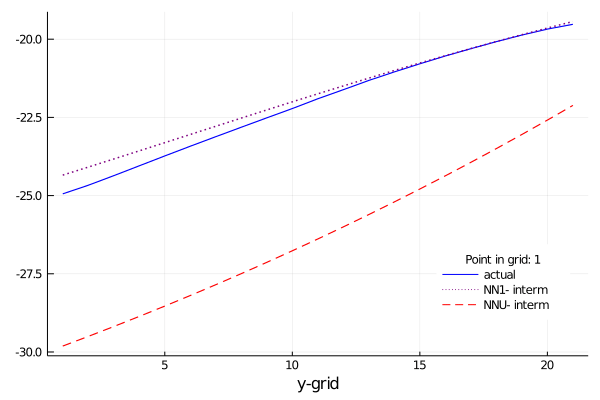 -20.0
-22.5
-25.0
-27.5
-30.0
Point in grid: 1
actual
NN1- interm
NNU- interm
5 10 15 20
y-grid